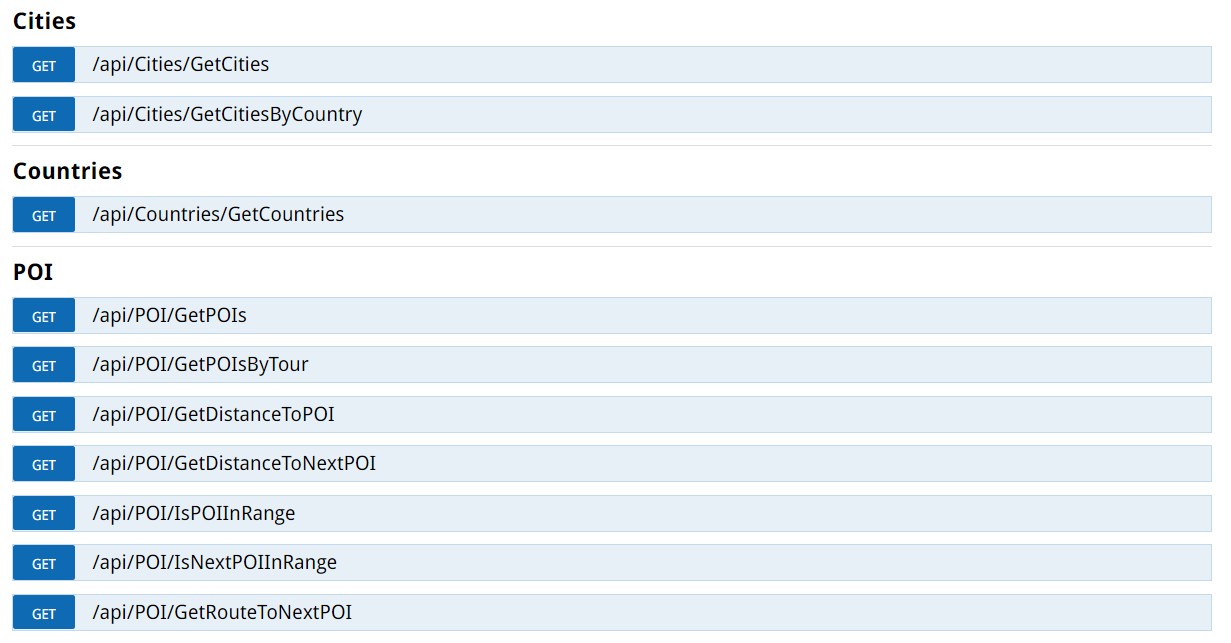 Cities
GET /api/Cities/GetCities
GET /api/Cities/GetCitiesByCountry
Countries
GET /api/Countries/GetCountries
POI
GET /api/POI/GetPOIs
GET /api/POI/GetPOIsByTour
GET /api/POI/GetDistanceToPOI
GET /api/POI/GetDistanceToNextPOI
GET /api/POI/IsPOIInRange
GET /api/POI/IsNextPOIInRange
GET /api/POI/GetRouteToNextPOI